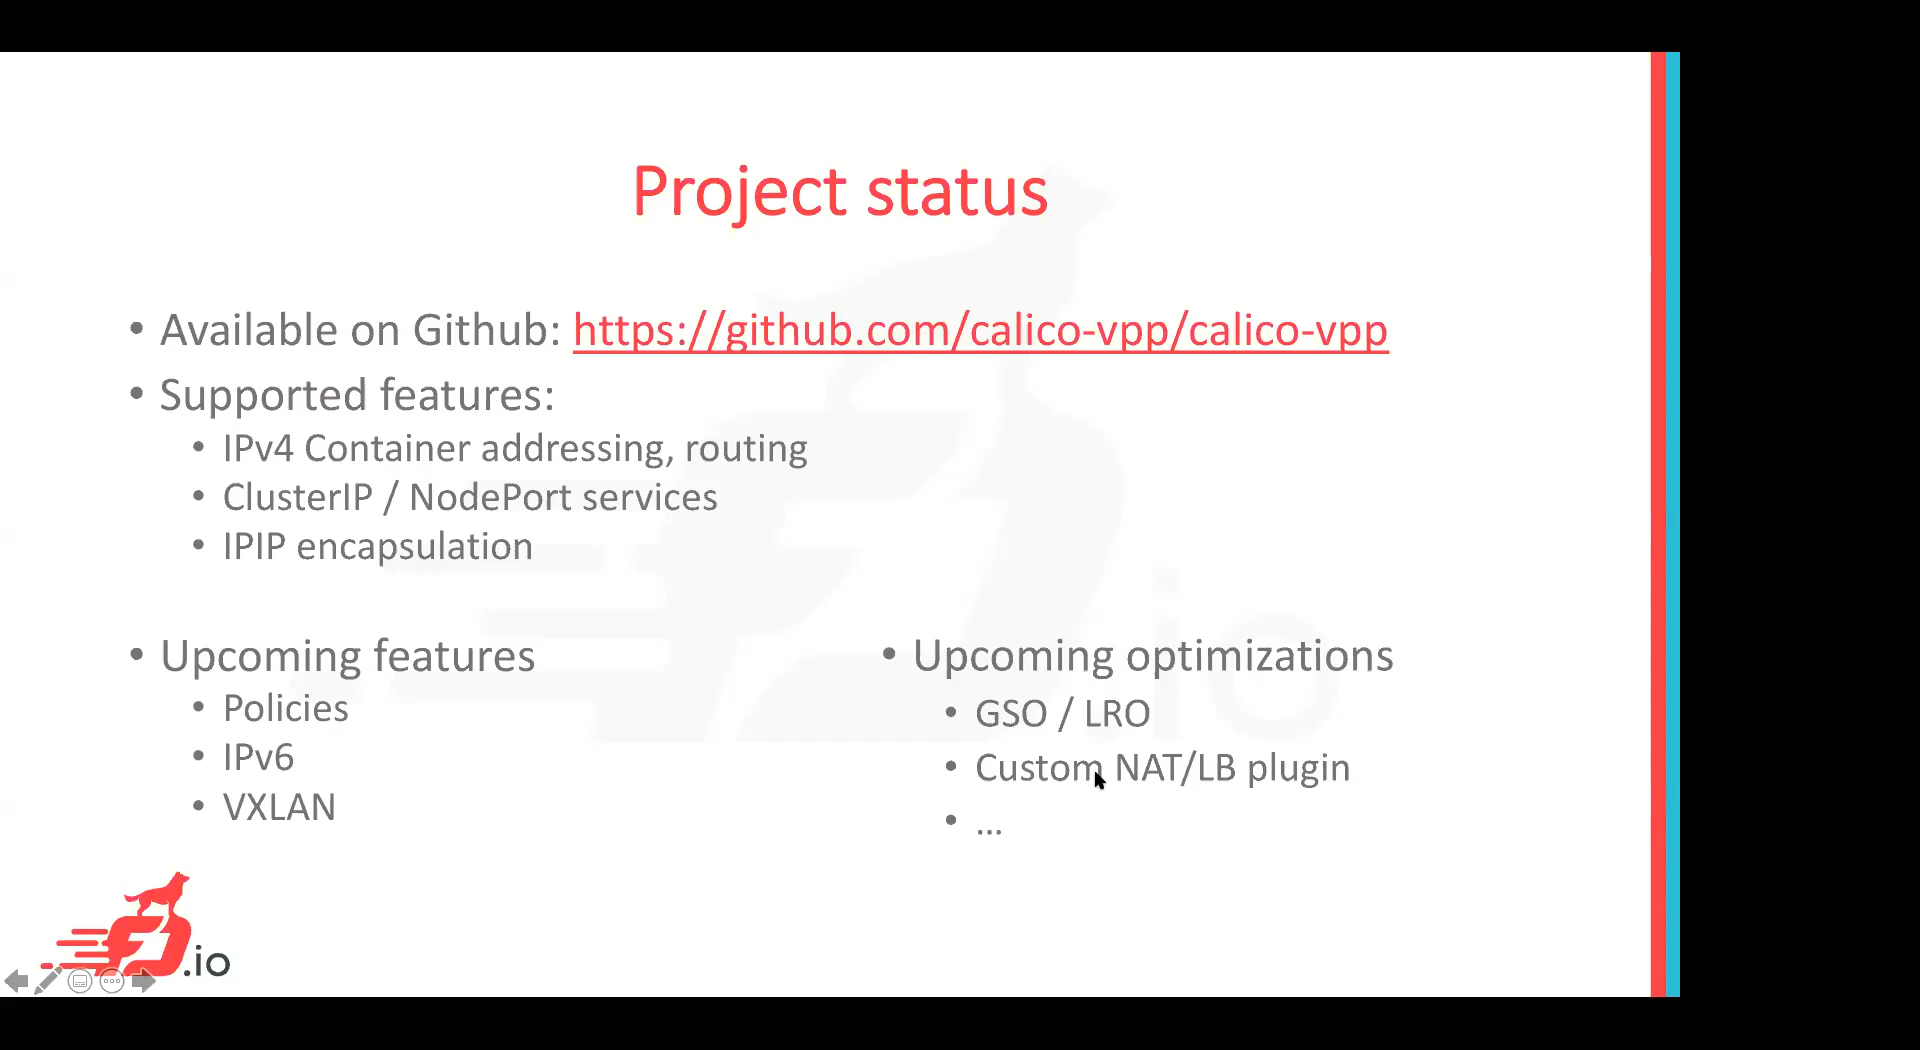 Project status
• Available on Github: https://github.com/calico-vpp/calico-vpp
• Supported features:
• IPv4 Container addressing, routing
• ClusterIP / NodePort services
• IPIP encapsulation
• Upcoming features
• Policies
• IPv6
• VXLAN
• Upcoming optimizations
• GSO / LRO
• Custom NAT/LB plugin
• ...
FD.io